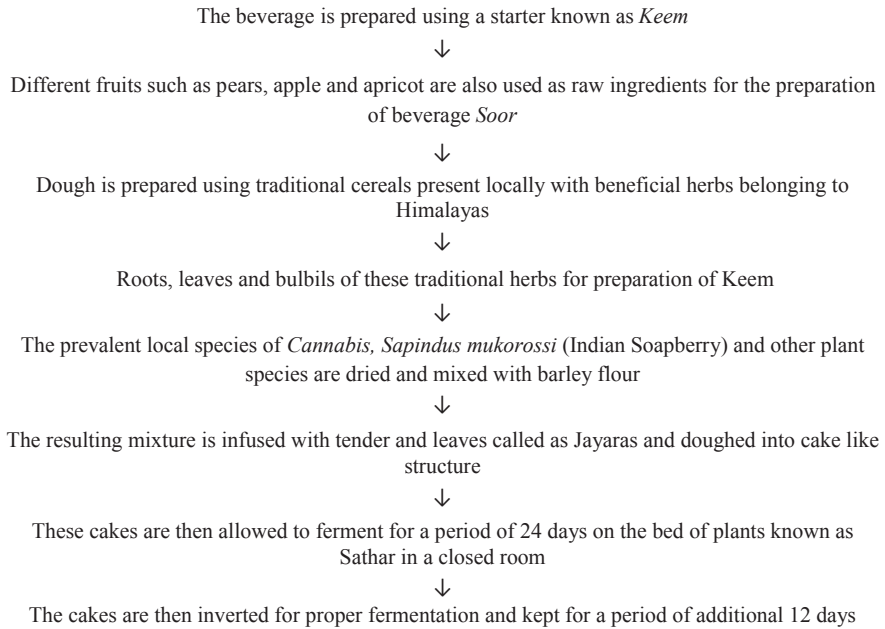 The beverage is prepared using a starter known as Keem
↓
Different fruits such as pears, apple and apricot are also used as raw ingredients for the preparation
of beverage Soor
↓
Dough is prepared using traditional cereals present locally with beneficial herbs belonging to
Himalayas
↓
Roots, leaves and bulbils of these traditional herbs for preparation of Keem
↓
The prevalent local species of Cannabis, Sapindus mukorossi (Indian Soapberry) and other plant
species are dried and mixed with barley flour
↓
The resulting mixture is infused with tender and leaves called as Jayaras and doughed into cake like
structure
↓
These cakes are then allowed to ferment for a period of 24 days on the bed of plants known as
Sathar in a closed room
↓
The cakes are then inverted for proper fermentation and kept for a period of additional 12 days